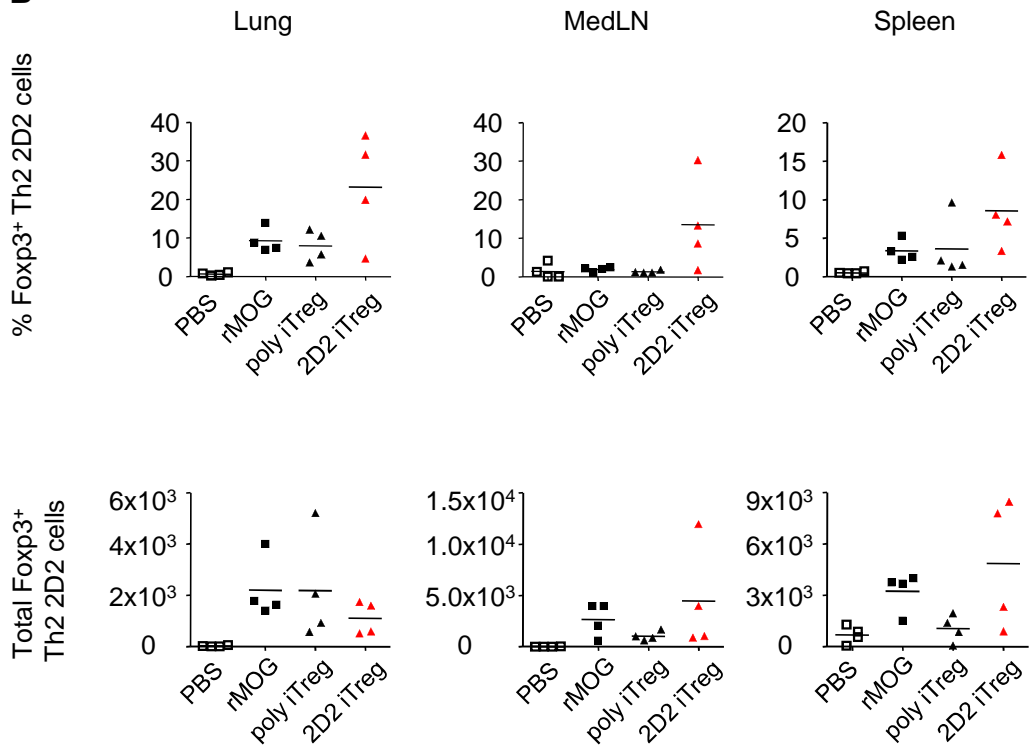 B
Lung MedLN Spleen
% Foxp3⁺ Th2 2D2 cells
40
30
20
10
0
PBS
rMOG
poly iTreg
2D2 iTreg
40
30
20
10
0
PBS
rMOG
poly iTreg
2D2 iTreg
20
15
10
5
0
PBS
rMOG
poly iTreg
2D2 iTreg
Total Foxp3⁺
Th2 2D2 cells
6x10³
4x10³
2x10³
0
PBS
rMOG
poly iTreg
2D2 iTreg
1.5x10⁴
1.0x10⁴
5.0x10³
0
PBS
rMOG
poly iTreg
2D2 iTreg
9x10³
6x10³
3x10³
0
PBS
rMOG
poly iTreg
2D2 iTreg